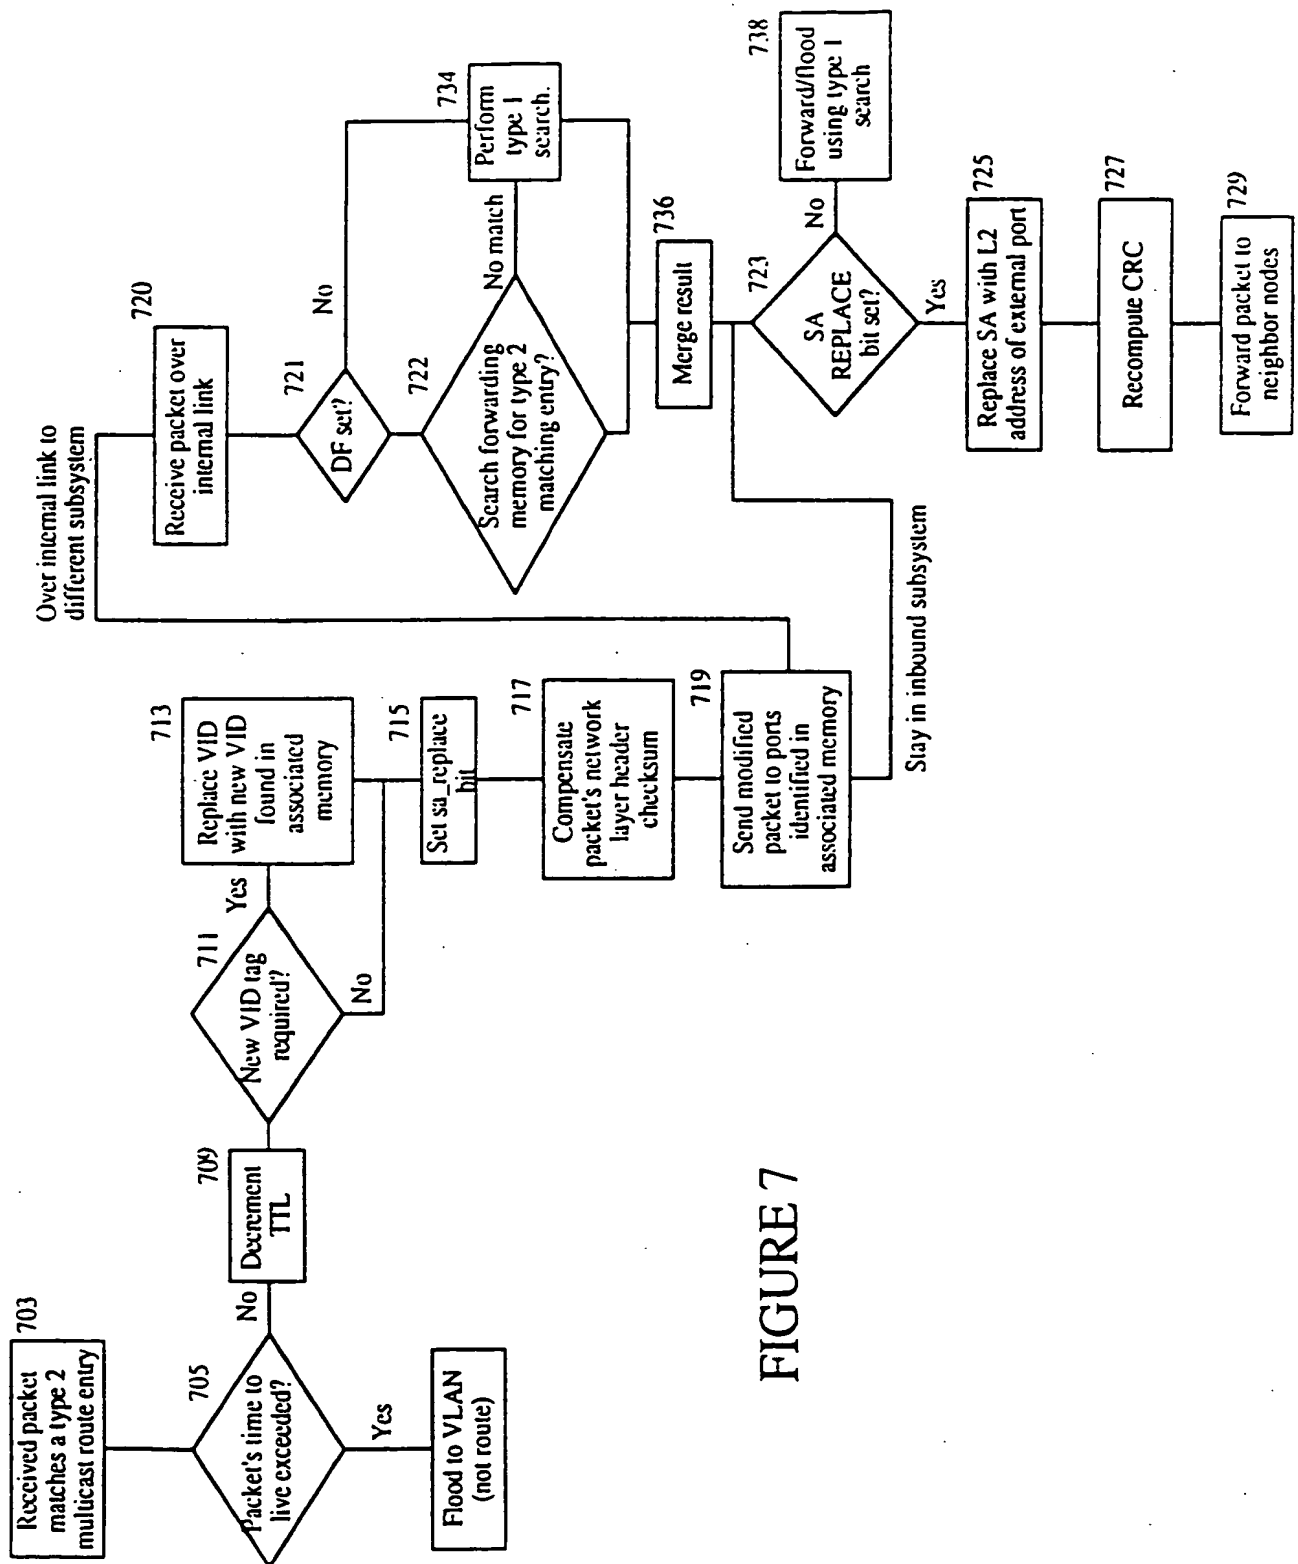 703
Received packet
matches a type 2
multicast route entry
705
Packet's time to
live exceeded?
Yes
Flood to VLAN
(not route)
No
709
Decrement
TTL
711
New VID tag
required?
Yes
No
713
Replace VID
with new VID
found in
associated
memory
715
Set sa_replace
bit
717
Compensate
packet's network
layer header
checksum
719
Send modified
packet to ports
identified in
associated memory
Over internal link to
different subsystem
Stay in inbound subsystem
720
Receive packet over
internal link
721
DF set?
No
722
Search forwarding
memory for type 2
matching entry?
No match
734
Perform
type 1
search.
736
Merge result
723
SA
REPLACE
bit set?
No
738
Forward/flood
using type 1
search
Yes
725
Replace SA with L2
address of external port
727
Recompute CRC
729
Forward packet to
neighbor nodes
FIGURE 7